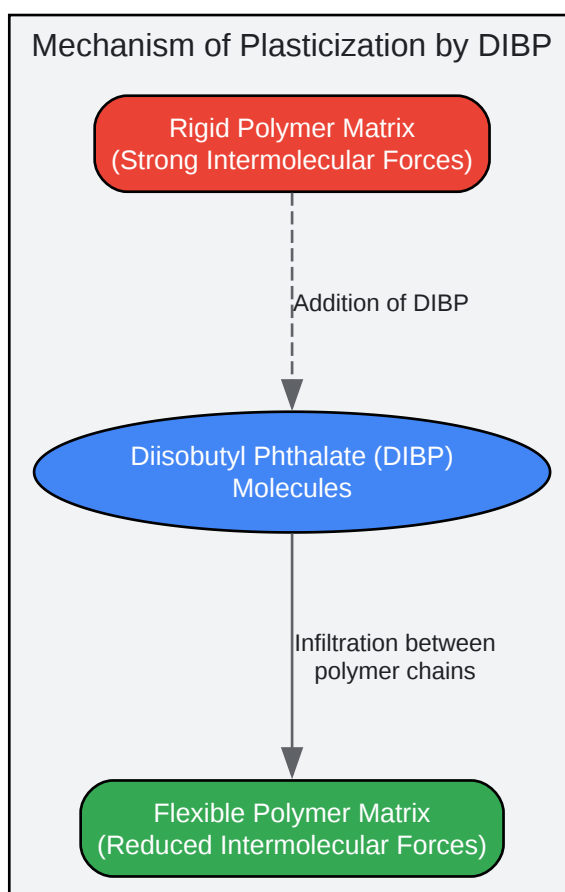 Mechanism of Plasticization by DIBP
Rigid Polymer Matrix
(Strong Intermolecular Forces)
Addition of DIBP
Diisobutyl Phthalate (DIBP)
Molecules
Infiltration between
polymer chains
Flexible Polymer Matrix
(Reduced Intermolecular Forces)